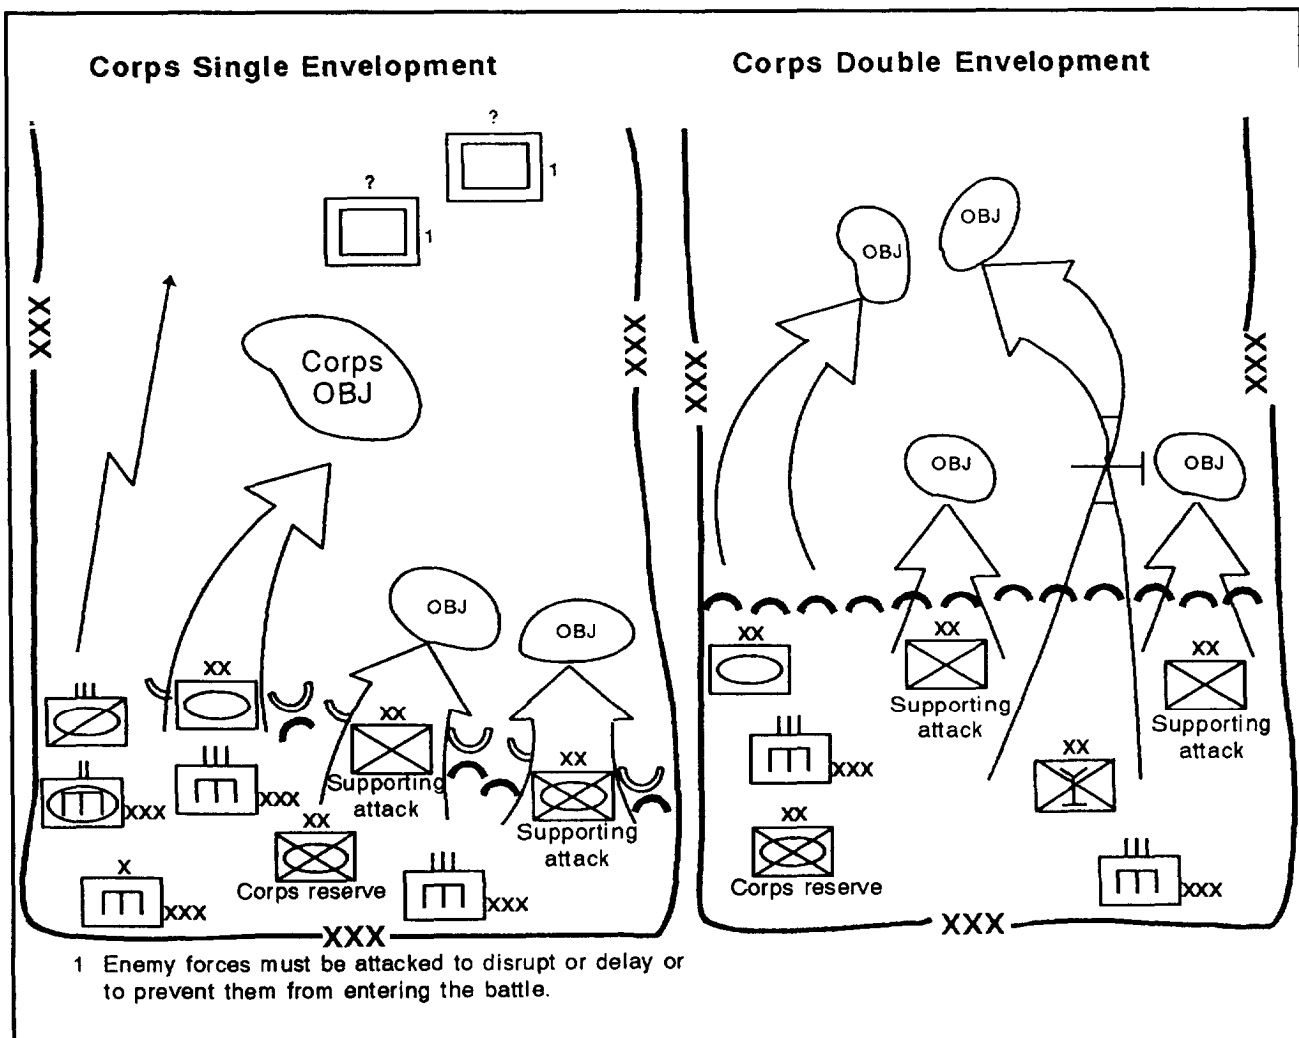 Corps Single Envelopment
?
1
?
1
XXX
XXX
Corps
OBJ
OBJ
OBJ
XX
III
XX
Supporting
attack
II
XXX
III
XXX
XX
Supporting
attack
XX
Corps reserve
III
XXX
X
XXX
XXX
1 Enemy forces must be attacked to disrupt or delay or
to prevent them from entering the battle.
Corps Double Envelopment
OBJ
OBJ
XXX
XXX
OBJ
OBJ
XX
XX
Supporting
attack
XX
Supporting
attack
III
XXX
XX
XX
Corps reserve
III
XXX
XXX